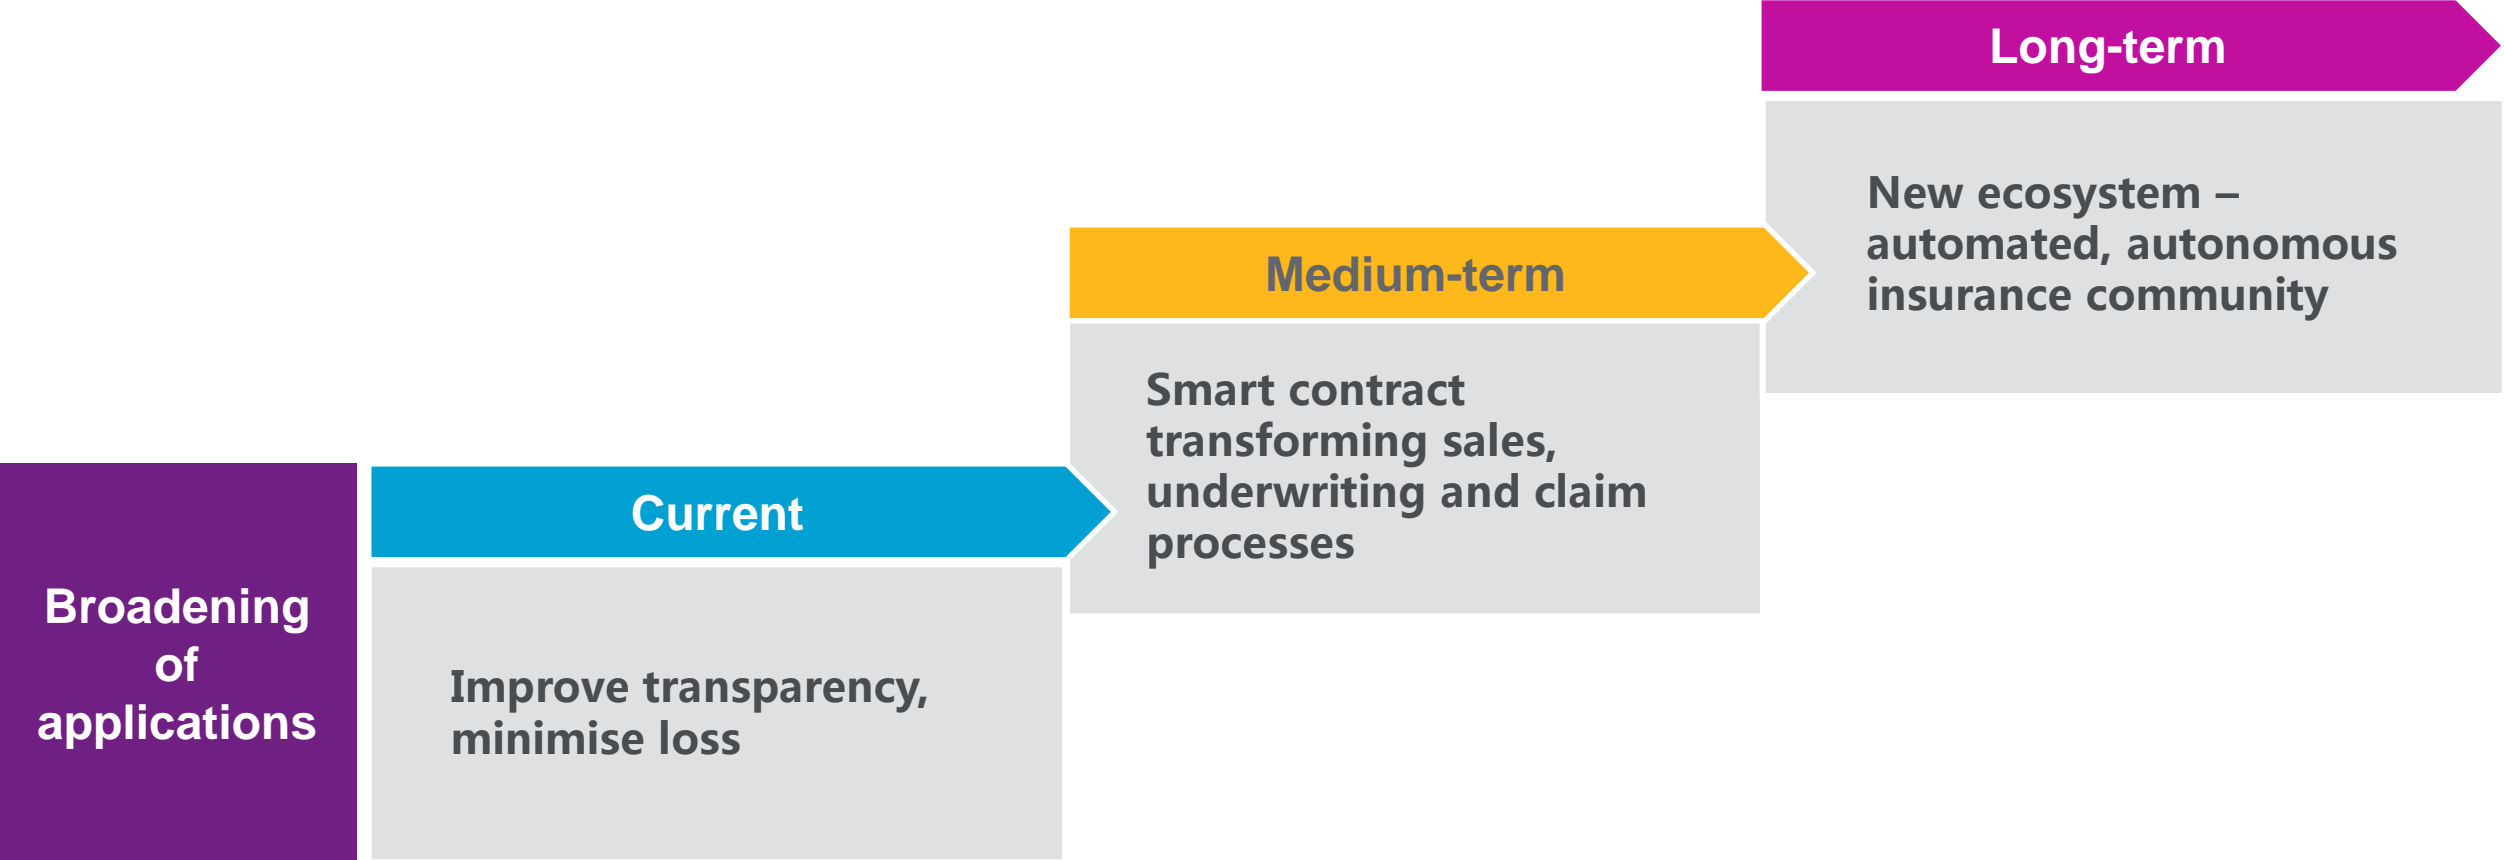 Broadening
of
applications
Current
Improve transparency,
minimise loss
Medium-term
Smart contract
transforming sales,
underwriting and claim
processes
Long-term
New ecosystem –
automated, autonomous
insurance community